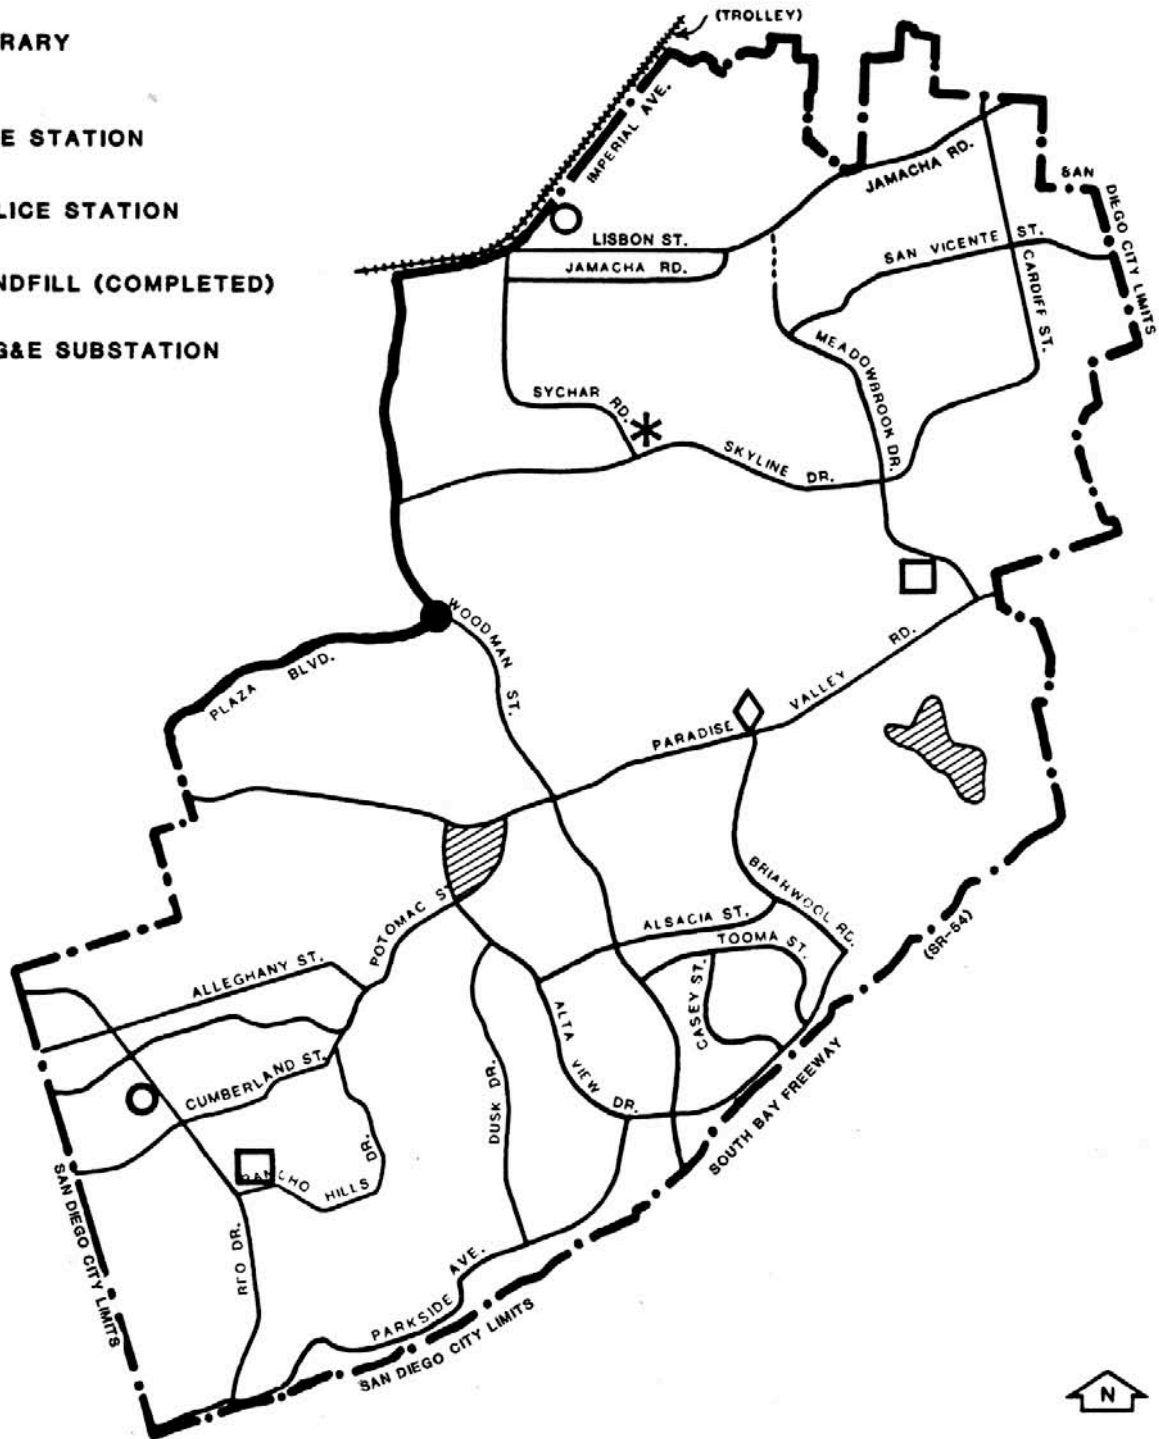 RARY
E STATION
LICE STATION
NDFILL (COMPLETED)
G&E SUBSTATION
(TROLLEY)
IMPERIAL AVE.
JAMACHA RD.
SAN
DIEGO CITY LIMITS
LISBON ST.
JAMACHA RD.
SAN VICENTE ST.
CARDIFF ST.
MEADOWBROOK DR.
SYCHAR RD.
SKYLINE DR.
WOODMAN ST.
PLAZA BLVD.
PARADISE VALLEY RD.
BRIARWOOL RD.
ALSACIA ST.
TOOMA ST.
CASEY ST.
(SR-54)
POTOMAC ST
ALLEGHANY ST.
ALTA VIEW DR.
DUSK DR.
CUMBERLAND ST.
SOUTH BAY FREEWAY
RANCHO HILLS DR.
SAN DIEGO CITY LIMITS
DR.
PARKSIDE AVE.
SAN DIEGO CITY LIMITS
N